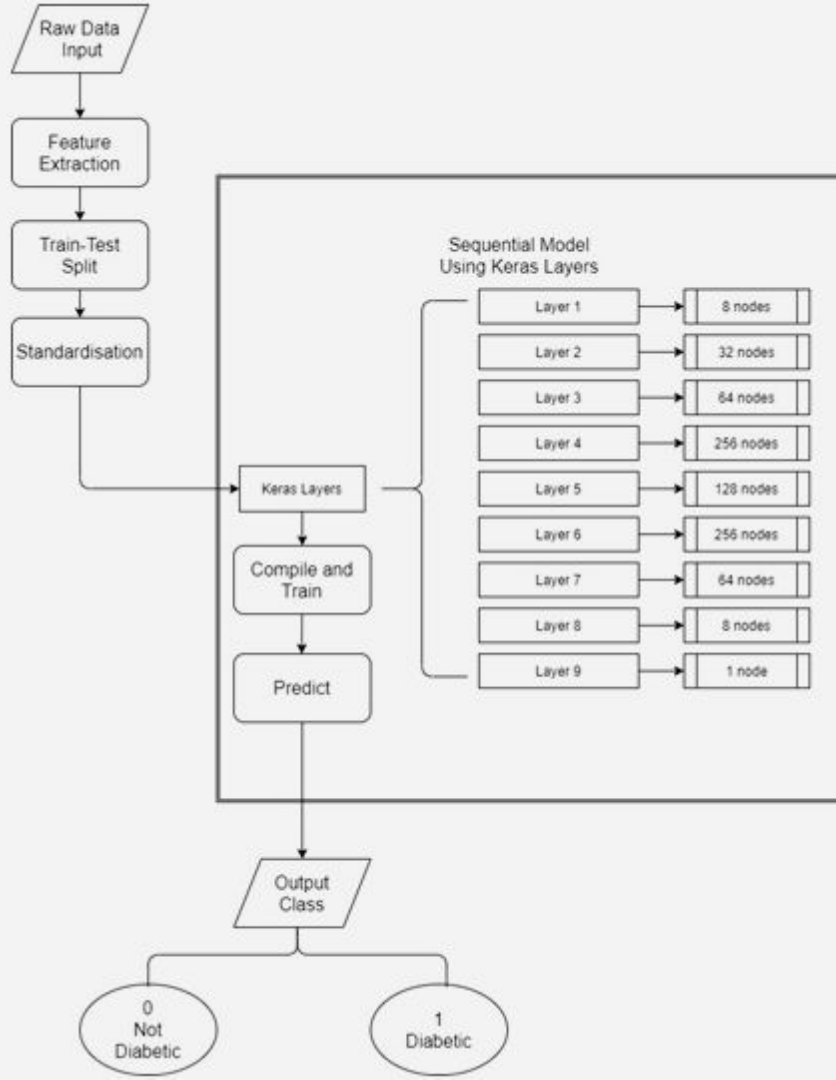 Raw Data
Input
Feature
Extraction
Train-Test
Split
Standardisation
Sequential Model
Using Keras Layers
Layer 1
8 nodes
Layer 2
32 nodes
Layer 3
64 nodes
Layer 4
256 nodes
Layer 5
128 nodes
Layer 6
256 nodes
Layer 7
64 nodes
Layer 8
8 nodes
Layer 9
1 node
Keras Layers
Compile and
Train
Predict
Output
Class
0
Not
Diabetic
1
Diabetic